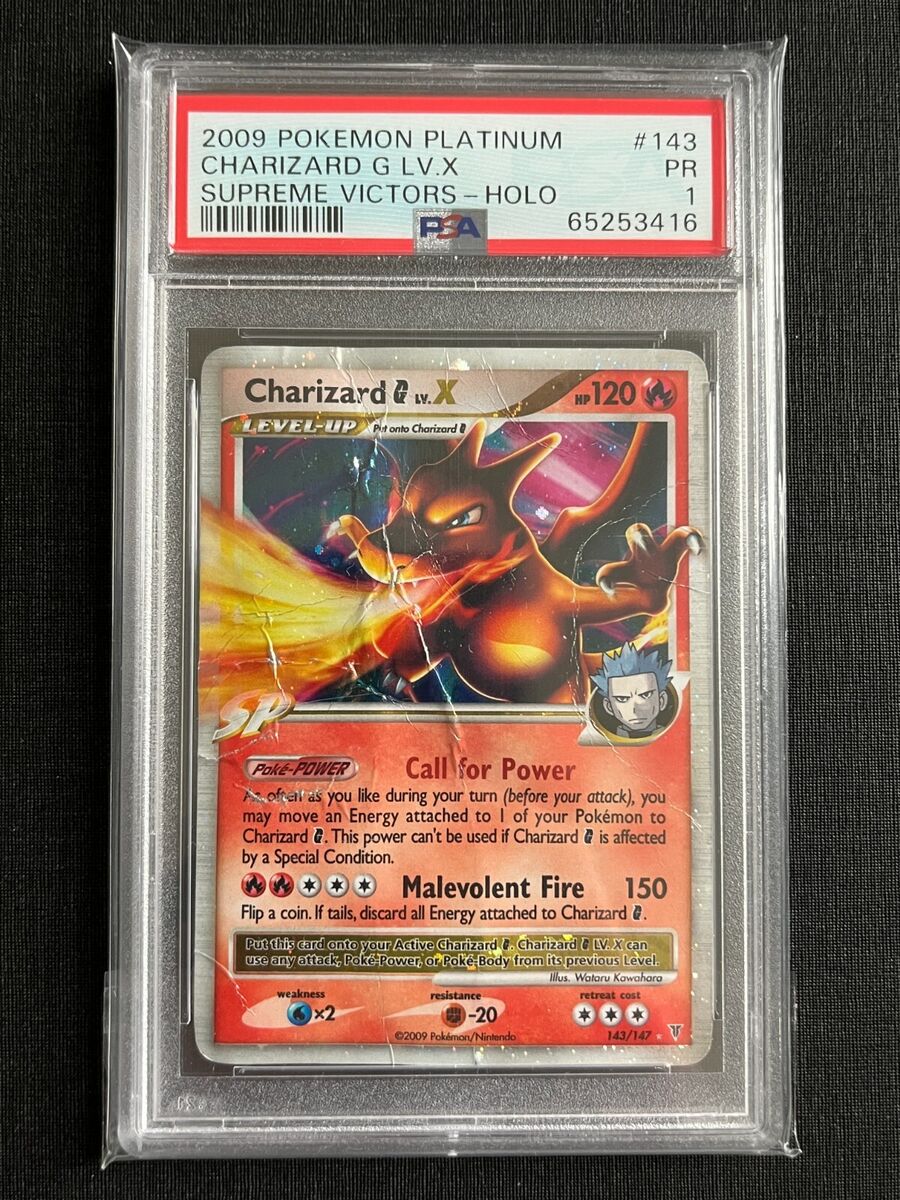 2009 POKEMON PLATINUM #143
CHARIZARD G LV.X PR
SUPREME VICTORS-HOLO 1
PSA 65253416
Charizard G LV.X HP120
LEVEL-UP Put onto Charizard G
SP
Poké-POWER Call for Power
As often as you like during your turn (before your attack), you
may move an Energy attached to 1 of your Pokémon to
Charizard G. This power can't be used if Charizard G is affected
by a Special Condition.
Malevolent Fire 150
Flip a coin. If tails, discard all Energy attached to Charizard G.
Put this card onto your Active Charizard G. Charizard G LV.X can
use any attack, Poké-Power, or Poké-Body from its previous Level.
Illus. Wataru Kawahara
weakness resistance retreat cost
×2 -20
©2009 Pokémon/Nintendo 143/147